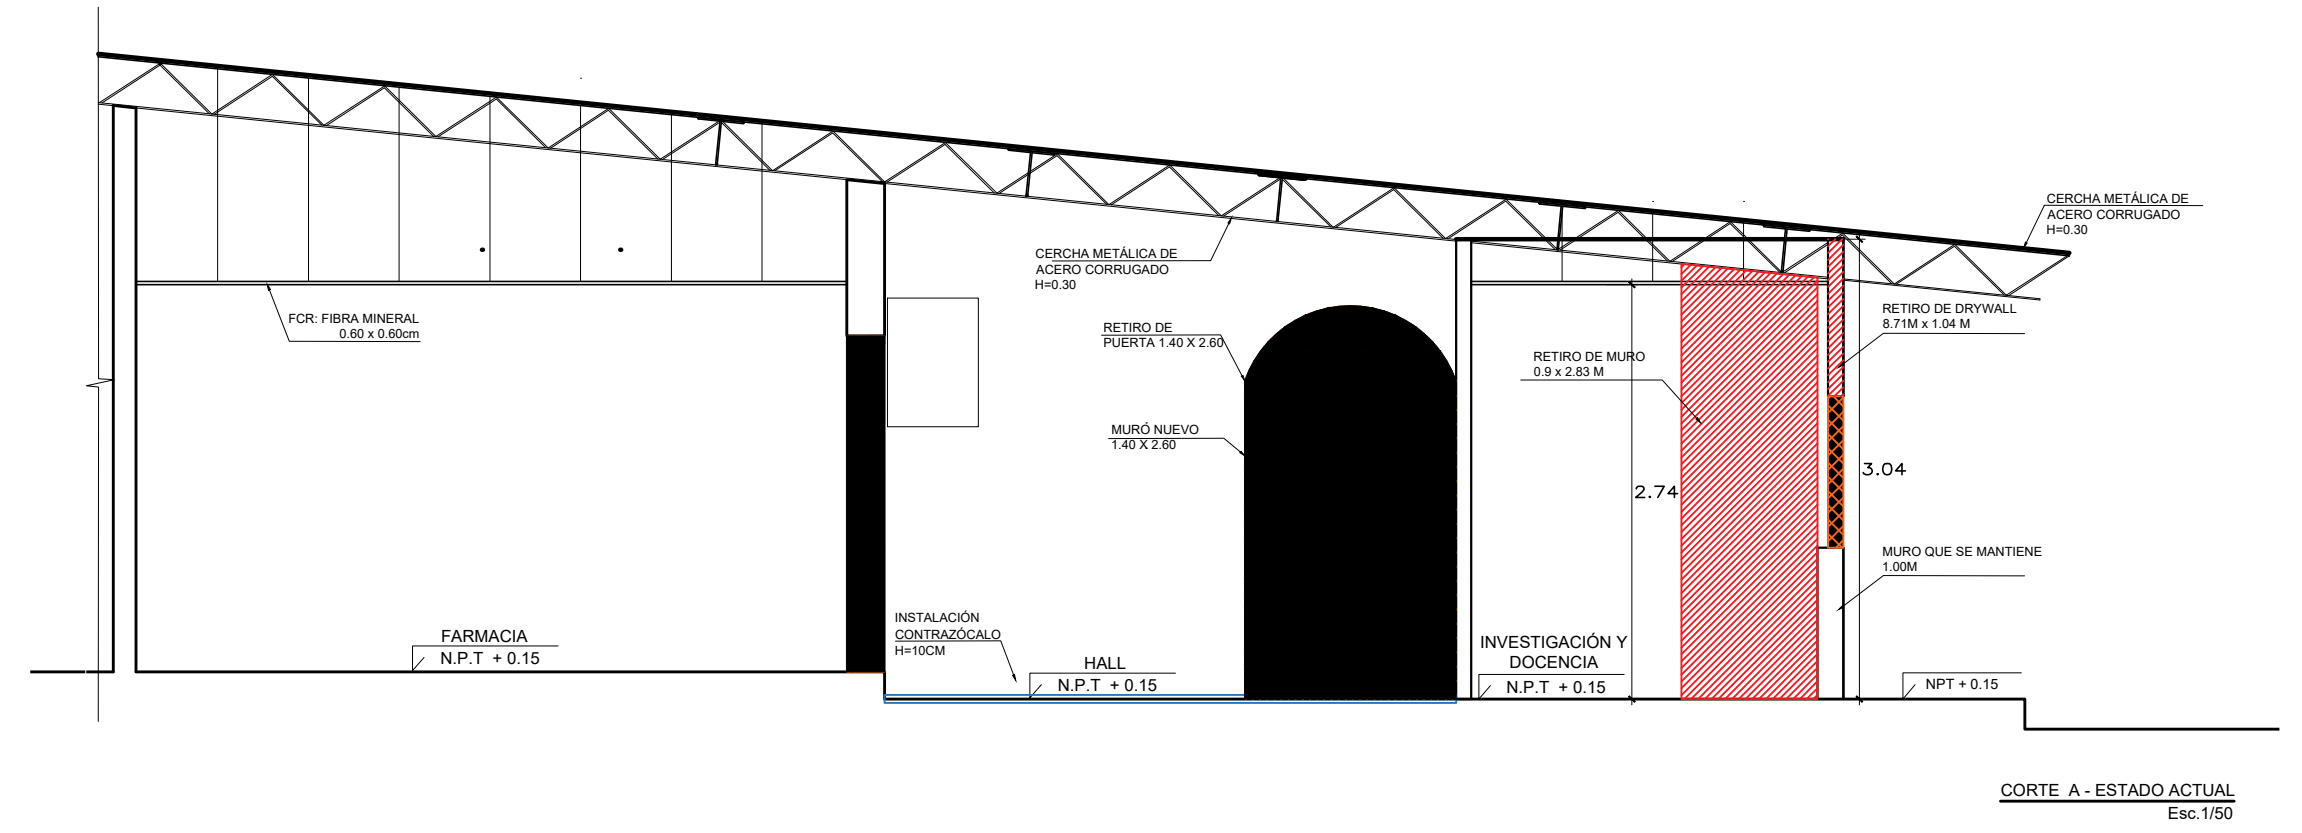 CERCHA METÁLICA DE
ACERO CORRUGADO
H=0.30
CERCHA METÁLICA DE
ACERO CORRUGADO
H=0.30
FCR: FIBRA MINERAL
0.60 x 0.60cm
RETIRO DE
PUERTA 1.40 X 2.60
RETIRO DE DRYWALL
8.71M x 1.04 M
RETIRO DE MURO
0.9 x 2.83 M
MURÓ NUEVO
1.40 X 2.60
3.04
2.74
MURO QUE SE MANTIENE
1.00M
INSTALACIÓN
CONTRAZÓCALO
H=10CM
FARMACIA
N.P.T + 0.15
HALL
N.P.T + 0.15
INVESTIGACIÓN Y
DOCENCIA
N.P.T + 0.15
NPT + 0.15
CORTE A - ESTADO ACTUAL
Esc.1/50